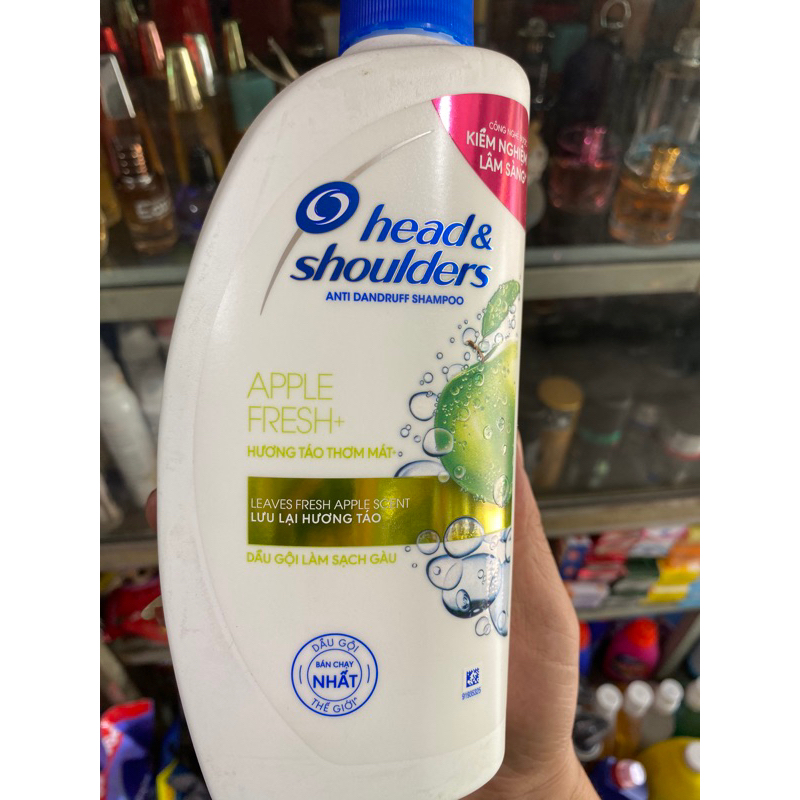 CÔNG NGHỆ ĐƯỢC
KIỂM NGHIỆM
LÂM SÀNG
head &
shoulders
ANTI DANDRUFF SHAMPOO
APPLE
FRESH+
HƯƠNG TÁO THƠM MÁT+
LEAVES FRESH APPLE SCENT
LƯU LẠI HƯƠNG TÁO
DẦU GỘI LÀM SẠCH GÀU
DẦU GỘI
BÁN CHẠY
NHẤT
THẾ GIỚI*